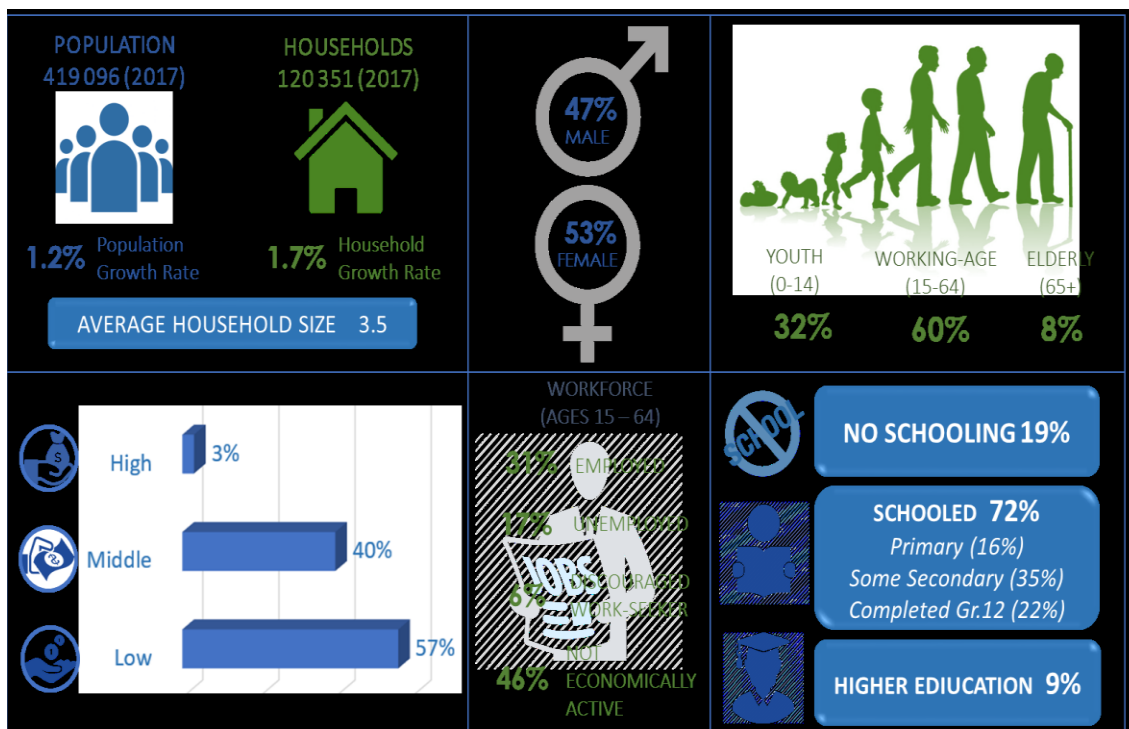 POPULATION
419 096 (2017)
HOUSEHOLDS
120 351 (2017)
1.2% Population
Growth Rate
1.7% Household
Growth Rate
AVERAGE HOUSEHOLD SIZE 3.5
47%
MALE
53%
FEMALE
YOUTH
(0-14)
32%
WORKING-AGE
(15-64)
60%
ELDERLY
(65+)
8%
High 3%
Middle 40%
Low 57%
WORKFORCE
(AGES 15 – 64)
31% EMPLOYED
17% UNEMPLOYED
JOBS
6% DISCOURAGED
WORK-SEEKER
46% NOT
ECONOMICALLY
ACTIVE
SCHOOL
NO SCHOOLING 19%
SCHOOLED 72%
Primary (16%)
Some Secondary (35%)
Completed Gr.12 (22%)
HIGHER EDIUCATION 9%